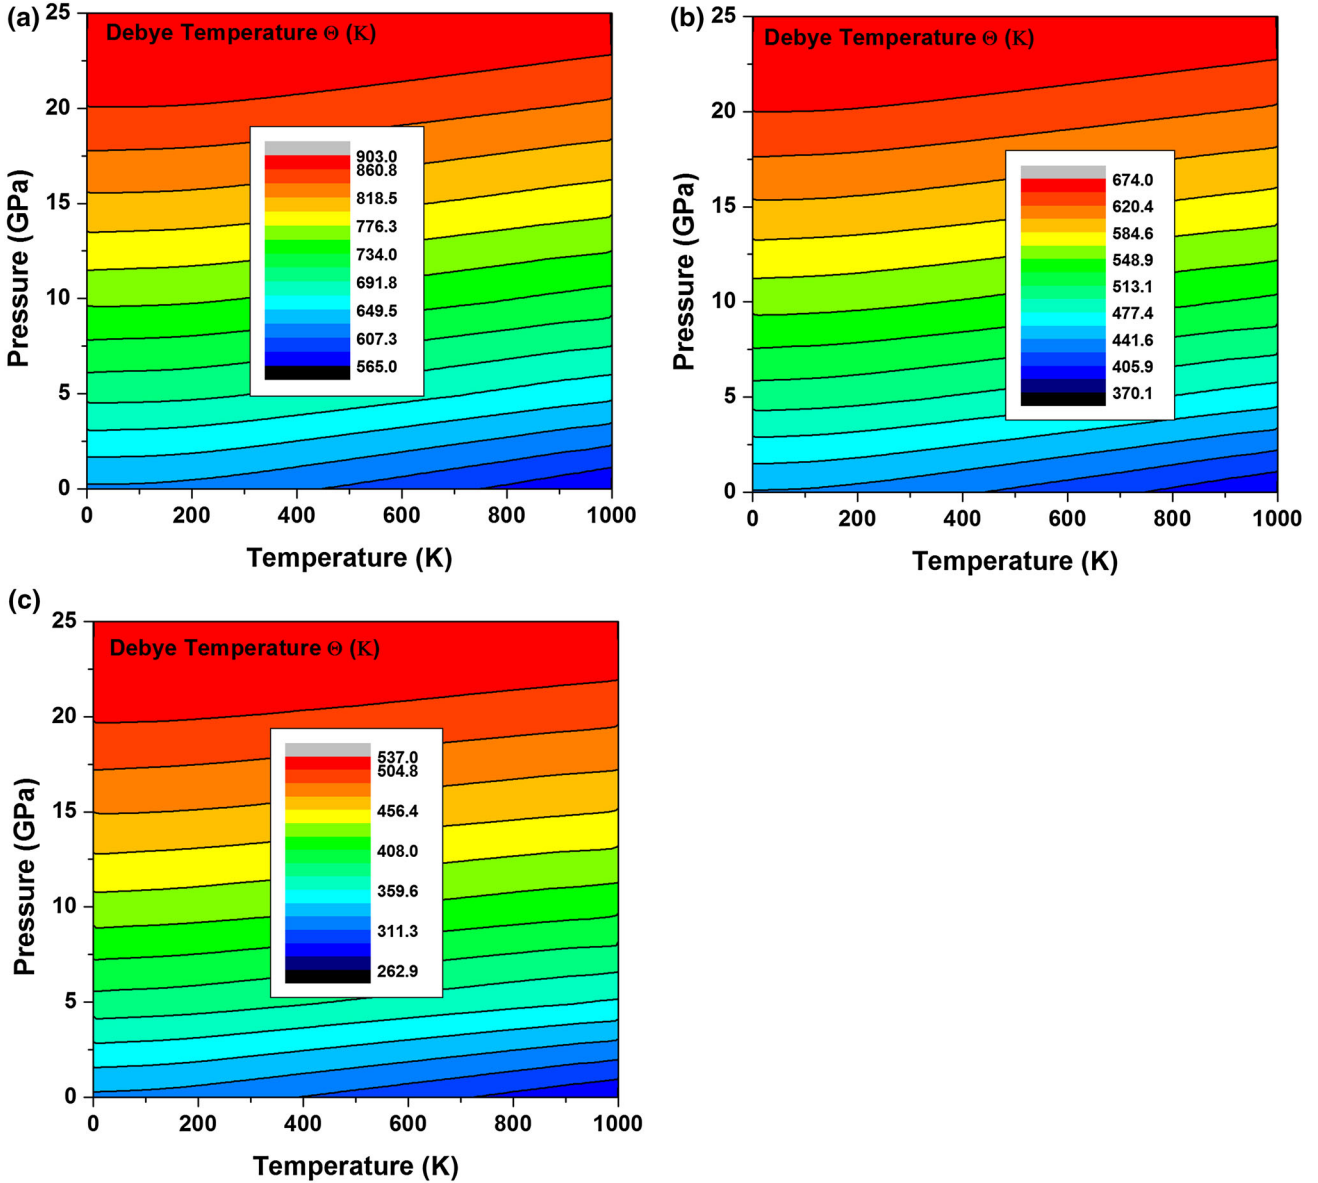 (a)
Debye Temperature Θ (K)
25
20
15
10
5
0
Pressure (GPa)
903.0
860.8
818.5
776.3
734.0
691.8
649.5
607.3
565.0
0 200 400 600 800 1000
Temperature (K)
(b)
Debye Temperature Θ (K)
25
20
15
10
5
0
Pressure (GPa)
674.0
620.4
584.6
548.9
513.1
477.4
441.6
405.9
370.1
0 200 400 600 800 1000
Temperature (K)
(c)
Debye Temperature Θ (K)
25
20
15
10
5
0
Pressure (GPa)
537.0
504.8
456.4
408.0
359.6
311.3
262.9
0 200 400 600 800 1000
Temperature (K)